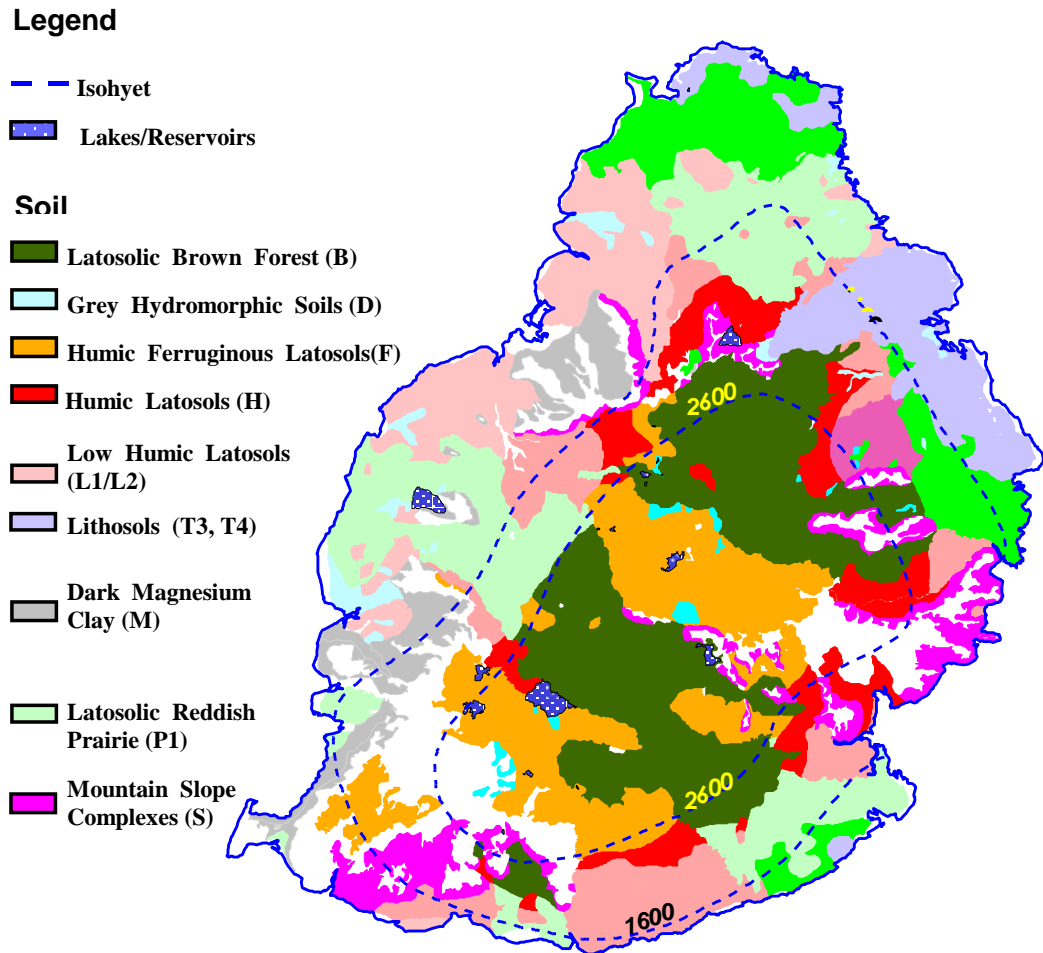 Legend
Isohyet
Lakes/Reservoirs
Soil
Latosolic Brown Forest (B)
Grey Hydromorphic Soils (D)
Humic Ferruginous Latosols(F)
Humic Latosols (H)
Low Humic Latosols
(L1/L2)
Lithosols (T3, T4)
Dark Magnesium
Clay (M)
Latosolic Reddish
Prairie (P1)
Mountain Slope
Complexes (S)
2600
2600
1600